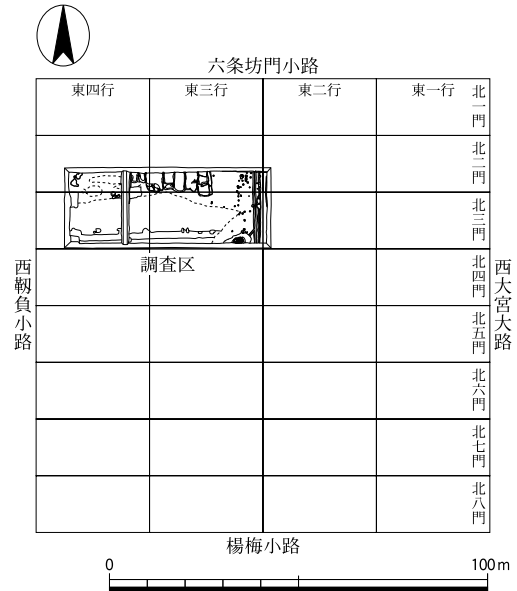 六条坊門小路
東四行
東三行
東二行
東一行
北一門
北二門
北三門
北四門
北五門
北六門
北七門
北八門
調査区
西靱負小路
西大宮大路
楊梅小路
0
100m